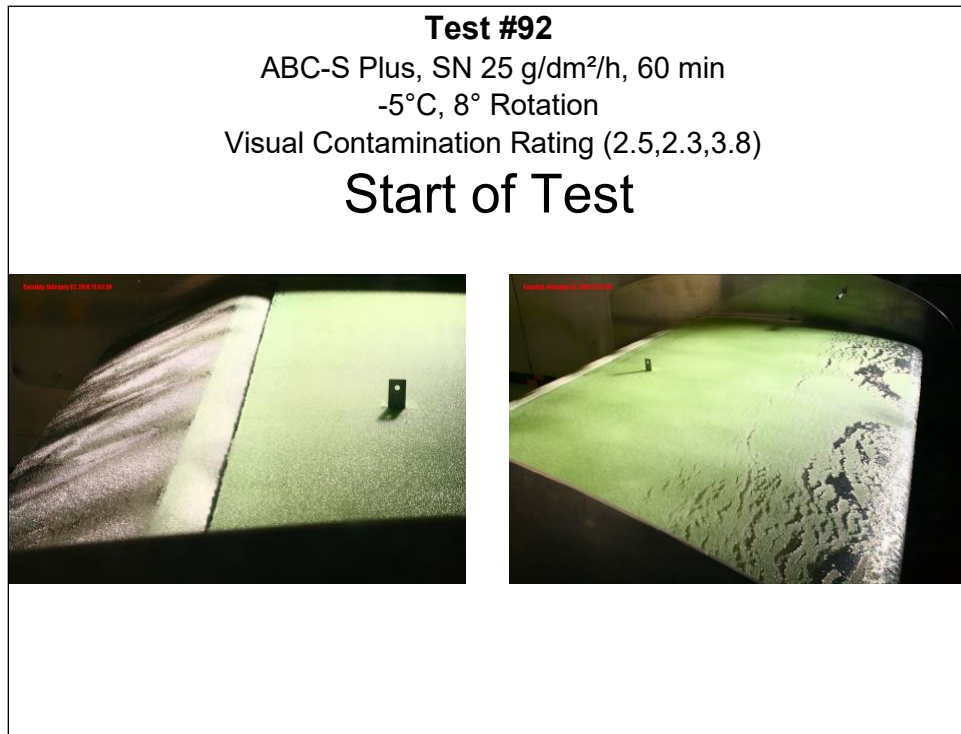 Test #92
ABC-S Plus, SN 25 g/dm²/h, 60 min
-5°C, 8° Rotation
Visual Contamination Rating (2.5,2.3,3.8)
Start of Test